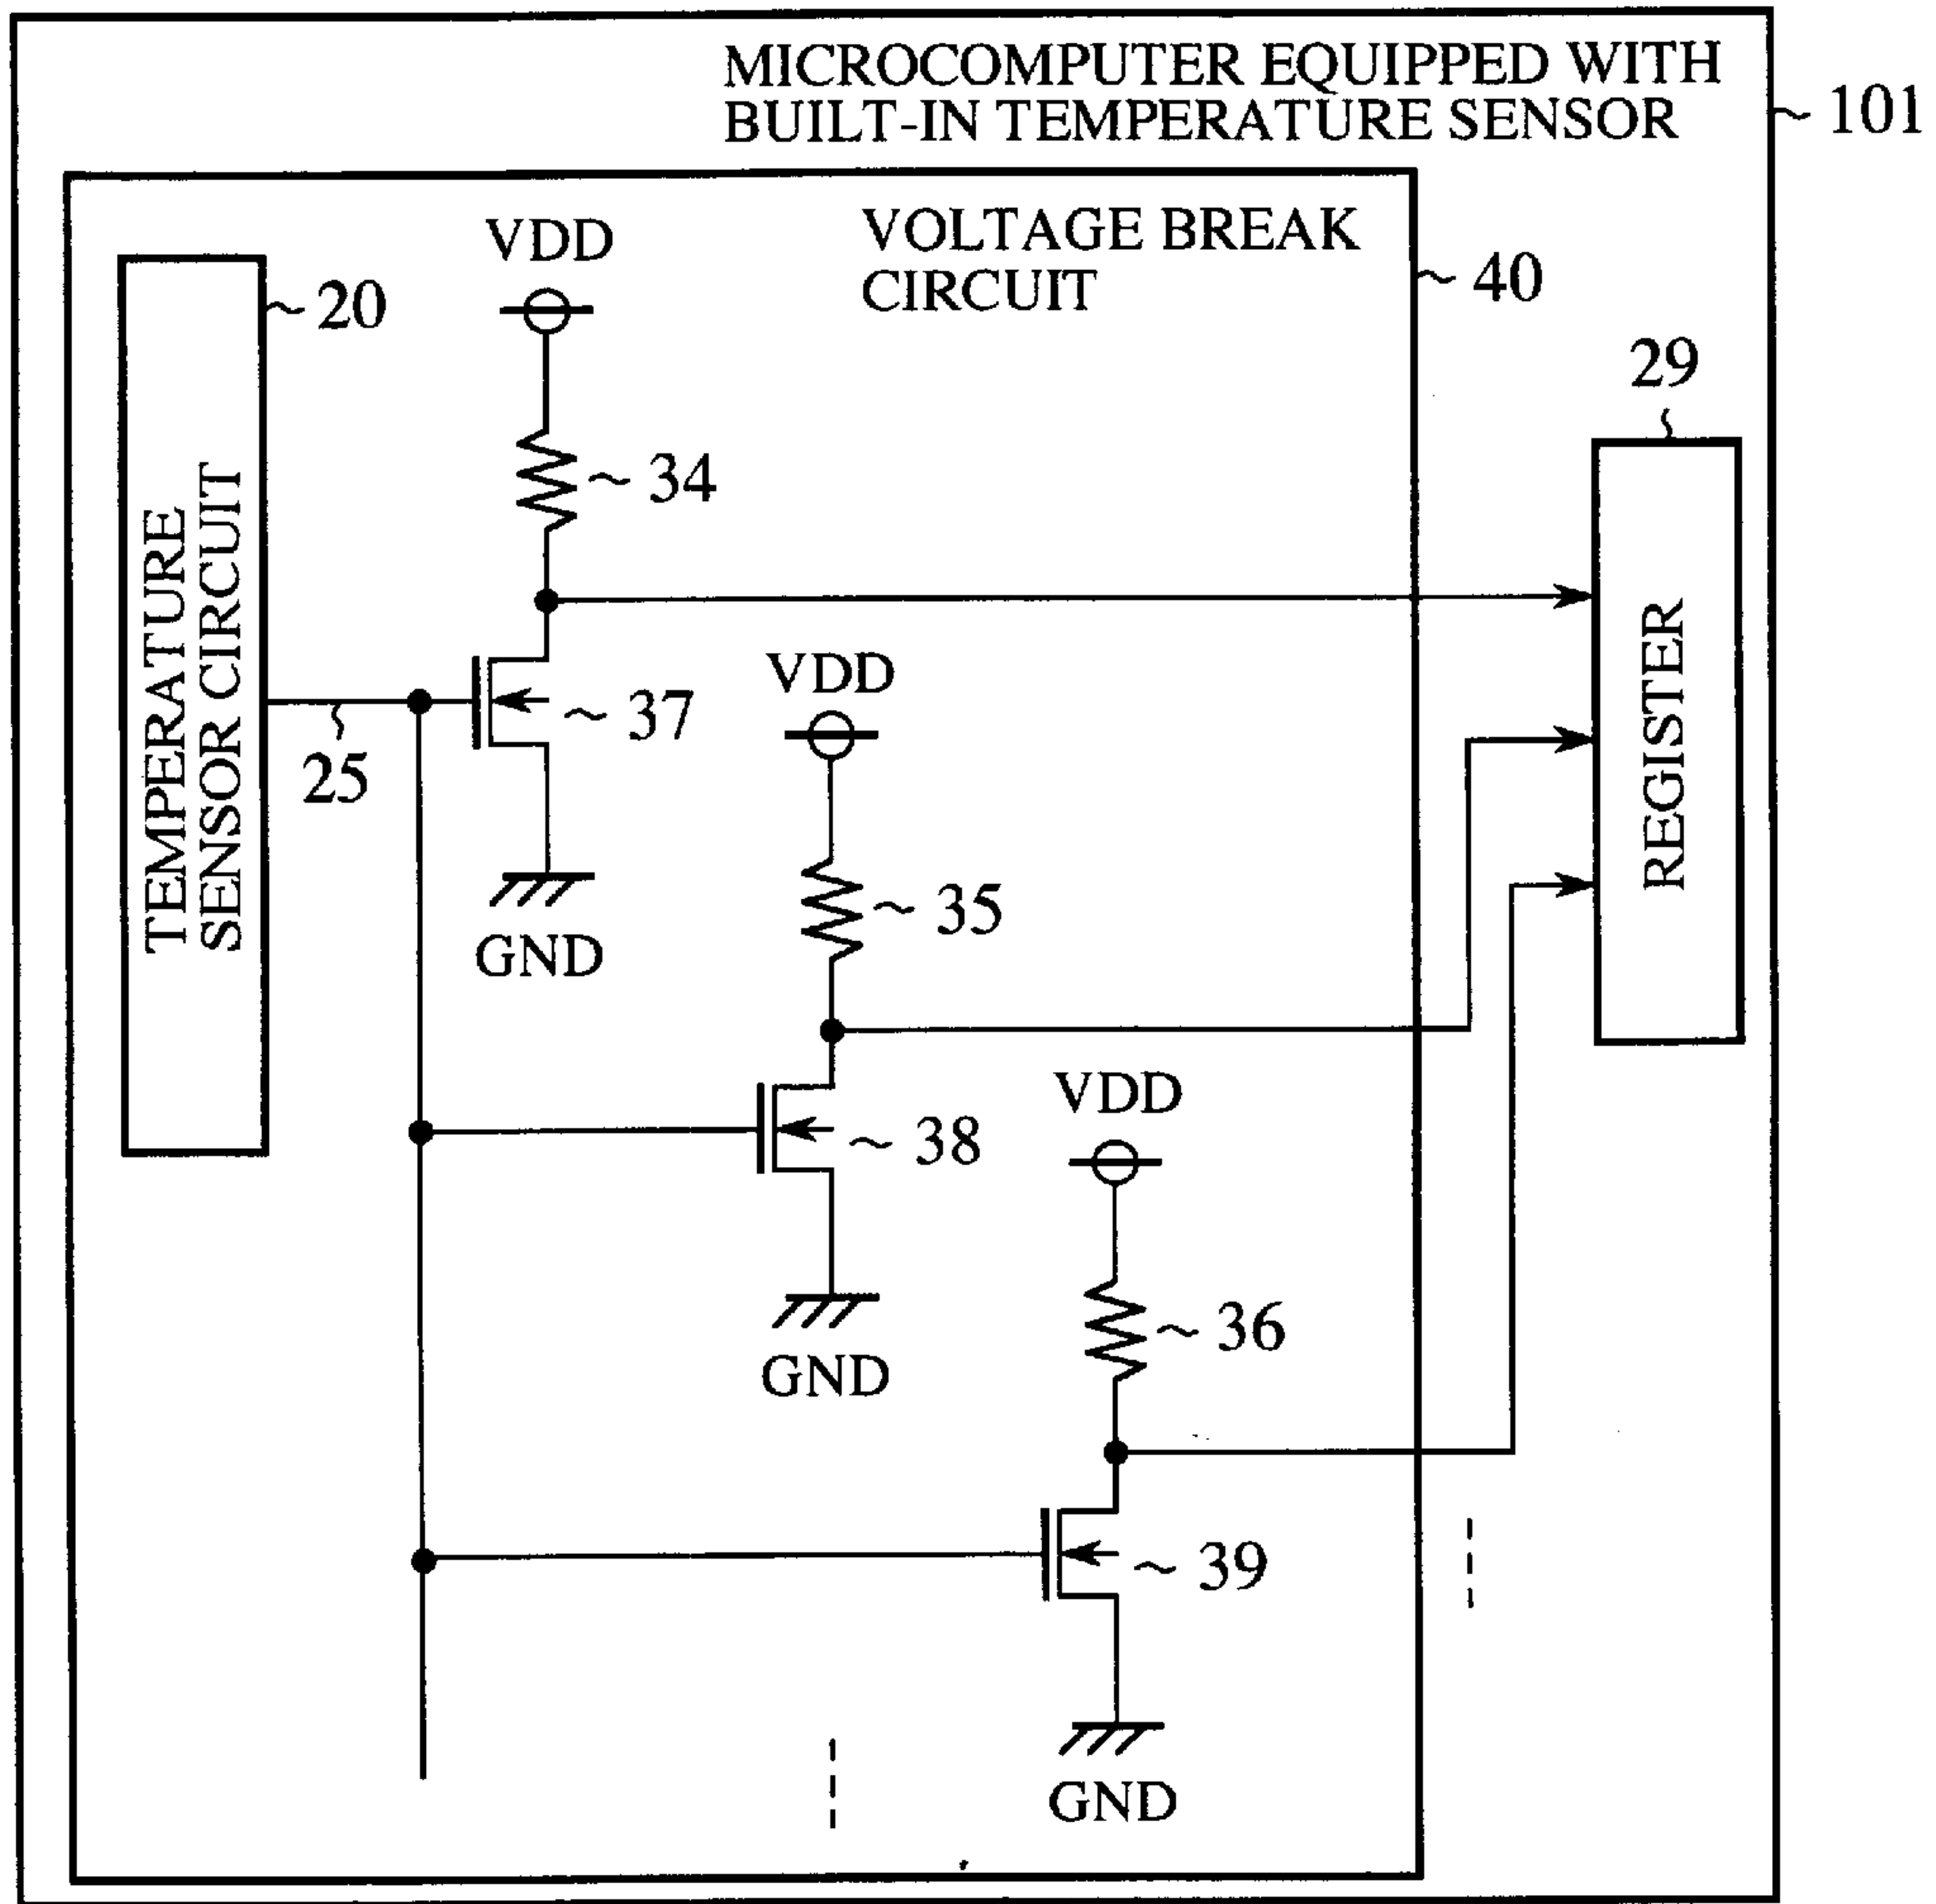 MICROCOMPUTER EQUIPPED WITH
BUILT-IN TEMPERATURE SENSOR
101
VOLTAGE BREAK
CIRCUIT
40
VDD
20
29
34
TEMPERATURE
SENSOR CIRCUIT
REGISTER
VDD
37
25
35
GND
VDD
38
36
GND
39
GND